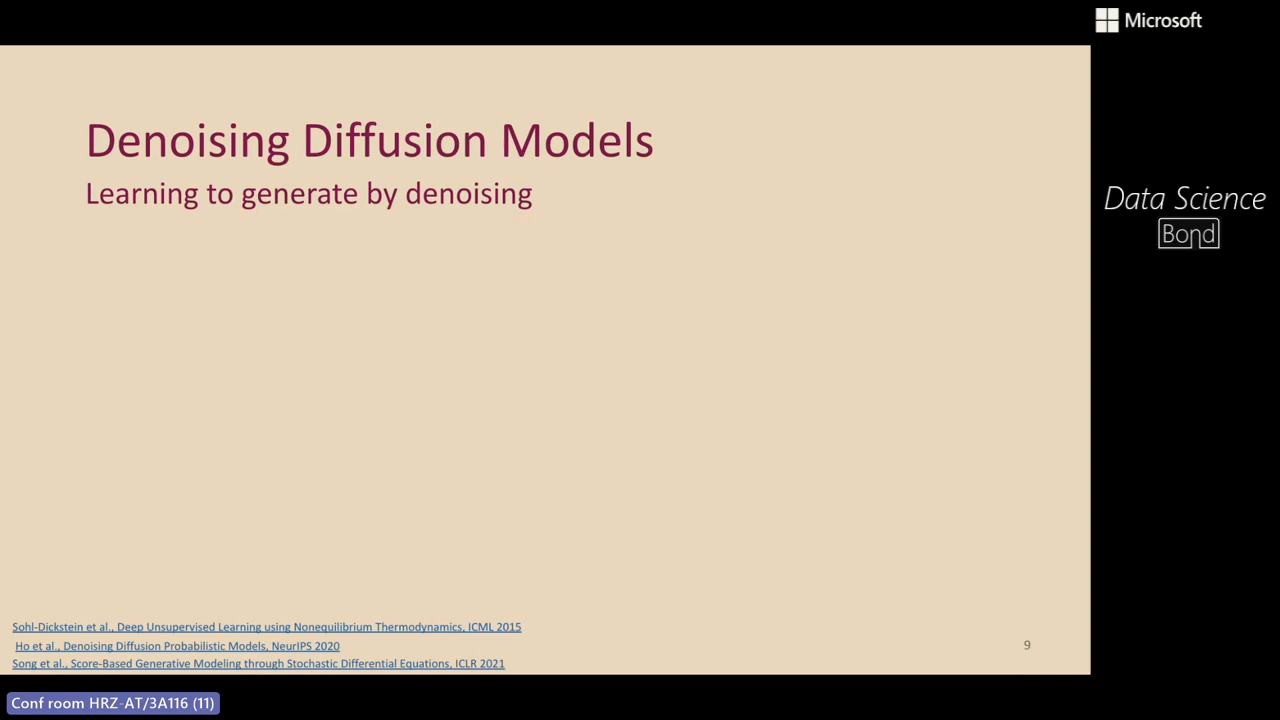 Microsoft
Denoising Diffusion Models
Learning to generate by denoising
Data Science
Bond
Sohl-Dickstein et al., Deep Unsupervised Learning using Nonequilibrium Thermodynamics, ICML 2015
Ho et al., Denoising Diffusion Probabilistic Models, NeurIPS 2020
Song et al., Score-Based Generative Modeling through Stochastic Differential Equations, ICLR 2021
9
Conf room HRZ-AT/3A116 (11)